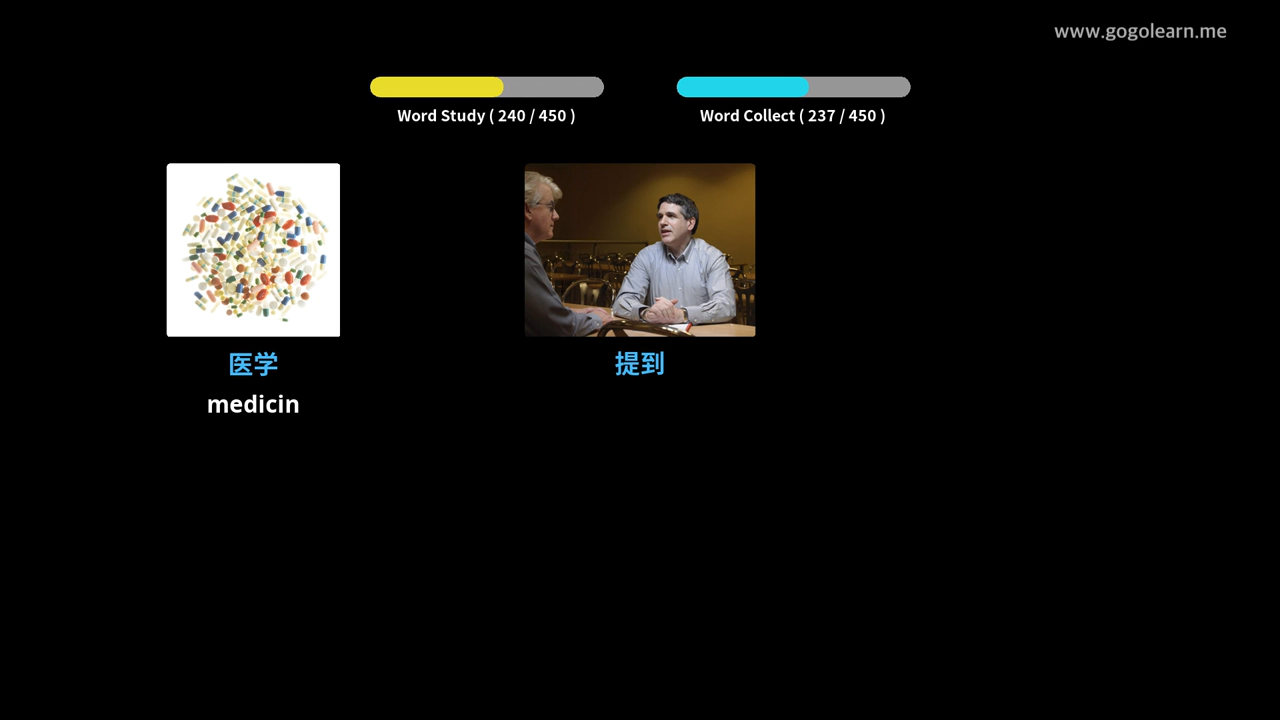 www.gogolearn.me
Word Study ( 240 / 450 )
Word Collect ( 237 / 450 )
医学
提到
medicin